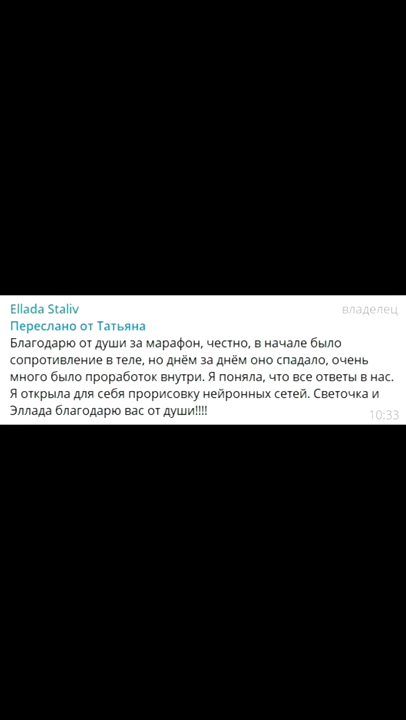 Ellada Staliv владелец
Переслано от Татьяна
Благодарю от души за марафон, честно, в начале было
сопротивление в теле, но днём за днём оно спадало, очень
много было проработок внутри. Я поняла, что все ответы в нас.
Я открыла для себя прорисовку нейронных сетей. Светочка и
Эллада благодарю вас от души!!!!
10:33